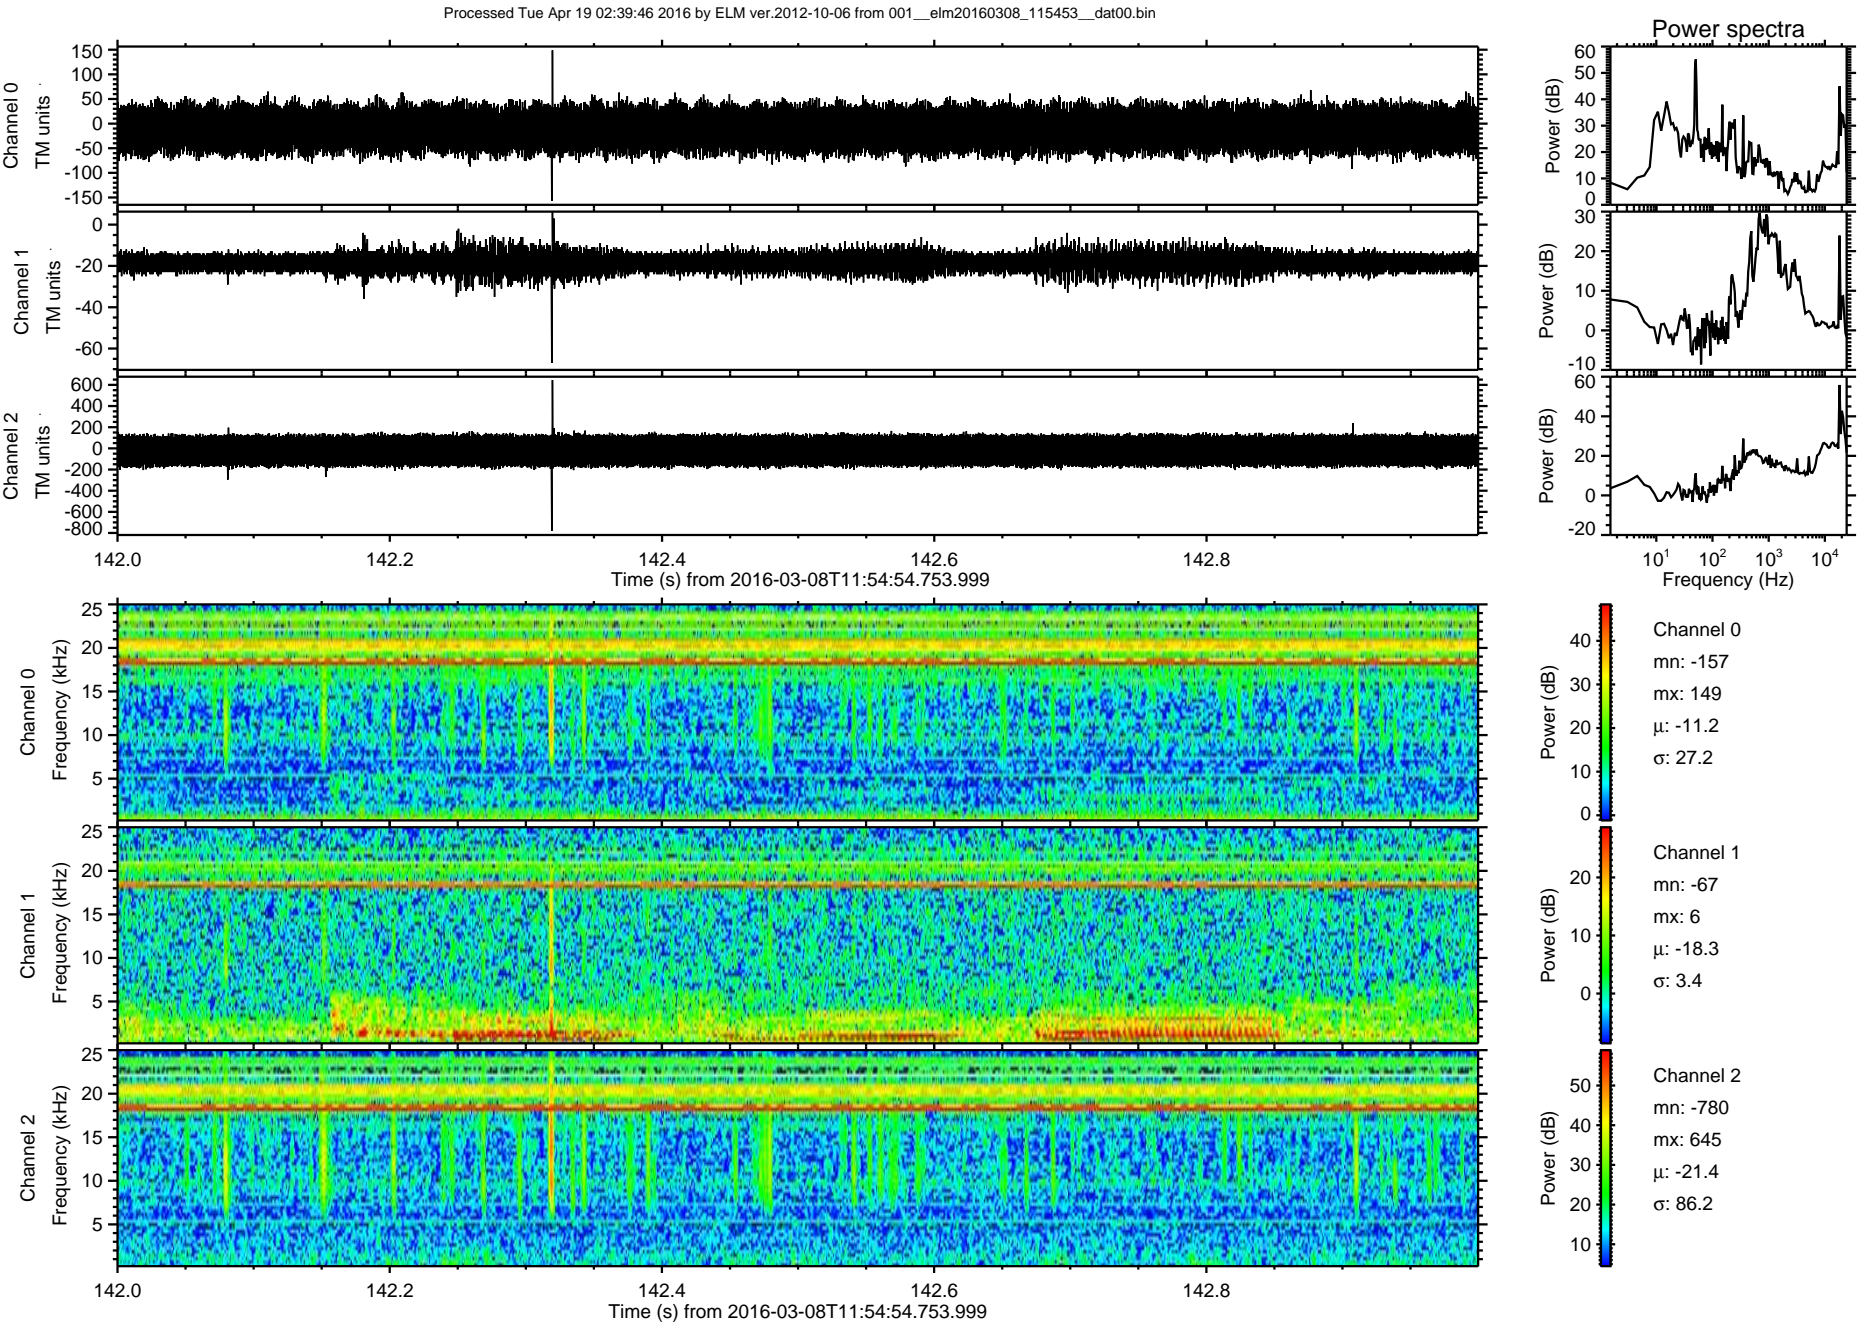 Processed Tue Apr 19 02:39:46 2016 by ELM ver.2012-10-06 from 001__elm20160308_115453__dat00.bin
Power spectra
Channel 0
TM units
150
100
50
0
-50
-100
-150
Power (dB)
60
50
40
30
20
10
0
Channel 1
TM units
0
-20
-40
-60
Power (dB)
30
20
10
0
-10
Channel 2
TM units
600
400
200
0
-200
-400
-600
-800
Power (dB)
60
40
20
0
-20
142.0 142.2 142.4 142.6 142.8
Time (s) from 2016-03-08T11:54:54.753.999
10^1 10^2 10^3 10^4
Frequency (Hz)
Channel 0
Frequency (kHz)
25
20
15
10
5
Power (dB)
40
30
20
10
0
Channel 0
mn: -157
mx: 149
μ: -11.2
σ: 27.2
Channel 1
Frequency (kHz)
25
20
15
10
5
Power (dB)
20
10
0
Channel 1
mn: -67
mx: 6
μ: -18.3
σ: 3.4
Channel 2
Frequency (kHz)
25
20
15
10
5
Power (dB)
50
40
30
20
10
Channel 2
mn: -780
mx: 645
μ: -21.4
σ: 86.2
142.0 142.2 142.4 142.6 142.8
Time (s) from 2016-03-08T11:54:54.753.999